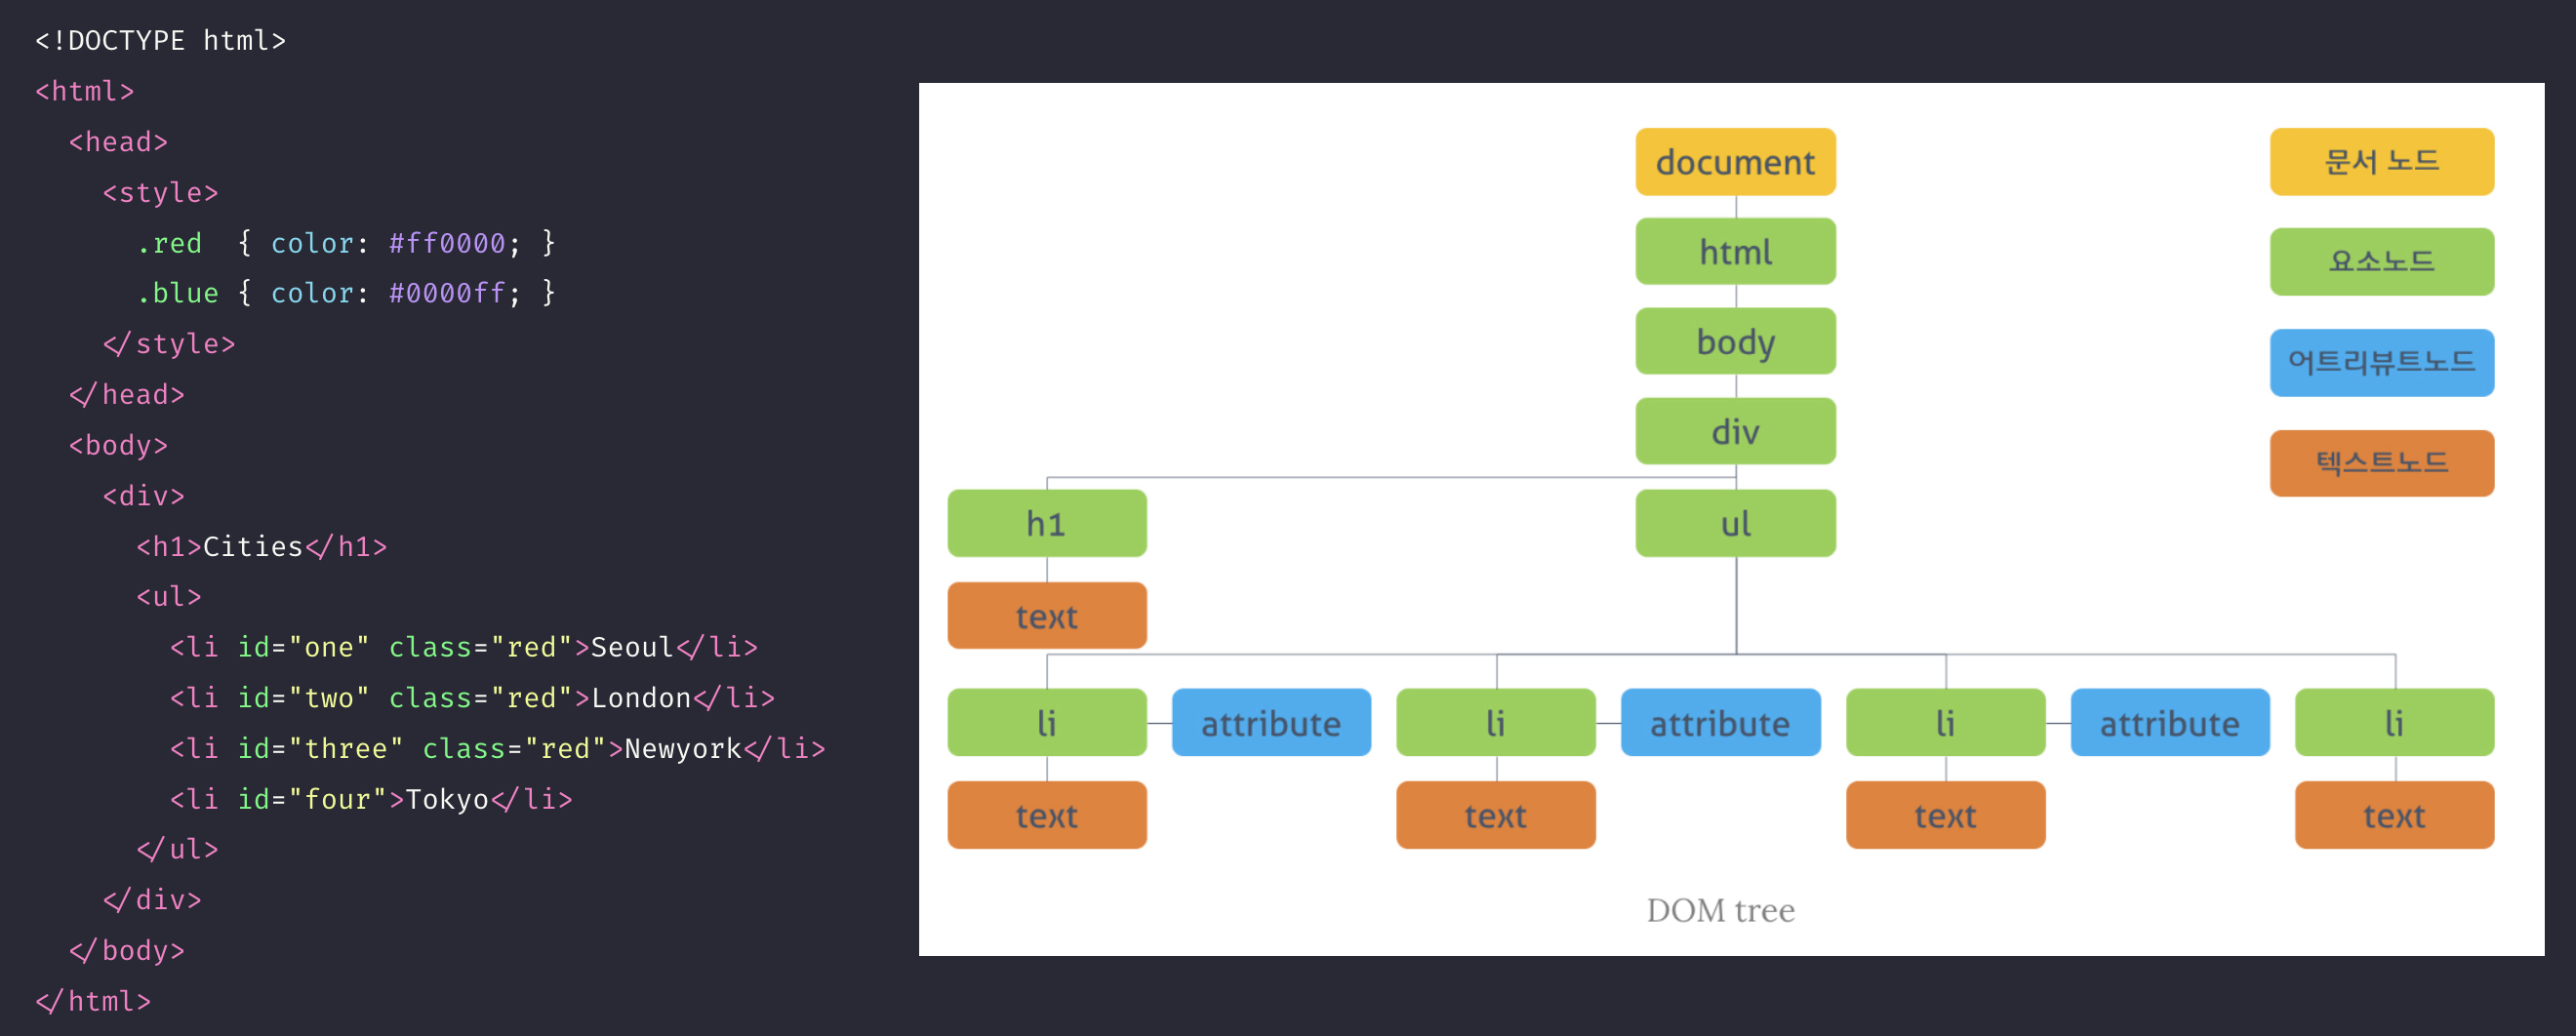 <!DOCTYPE html>
<html>
  <head>
    <style>
      .red  { color: #ff0000; }
      .blue { color: #0000ff; }
    </style>
  </head>
  <body>
    <div>
      <h1>Cities</h1>
      <ul>
        <li id="one" class="red">Seoul</li>
        <li id="two" class="red">London</li>
        <li id="three" class="red">Newyork</li>
        <li id="four">Tokyo</li>
      </ul>
    </div>
  </body>
</html>
document
html
body
div
h1
ul
text
li attribute li attribute li attribute li
text text text text
DOM tree
문서 노드
요소노드
어트리뷰트노드
텍스트노드